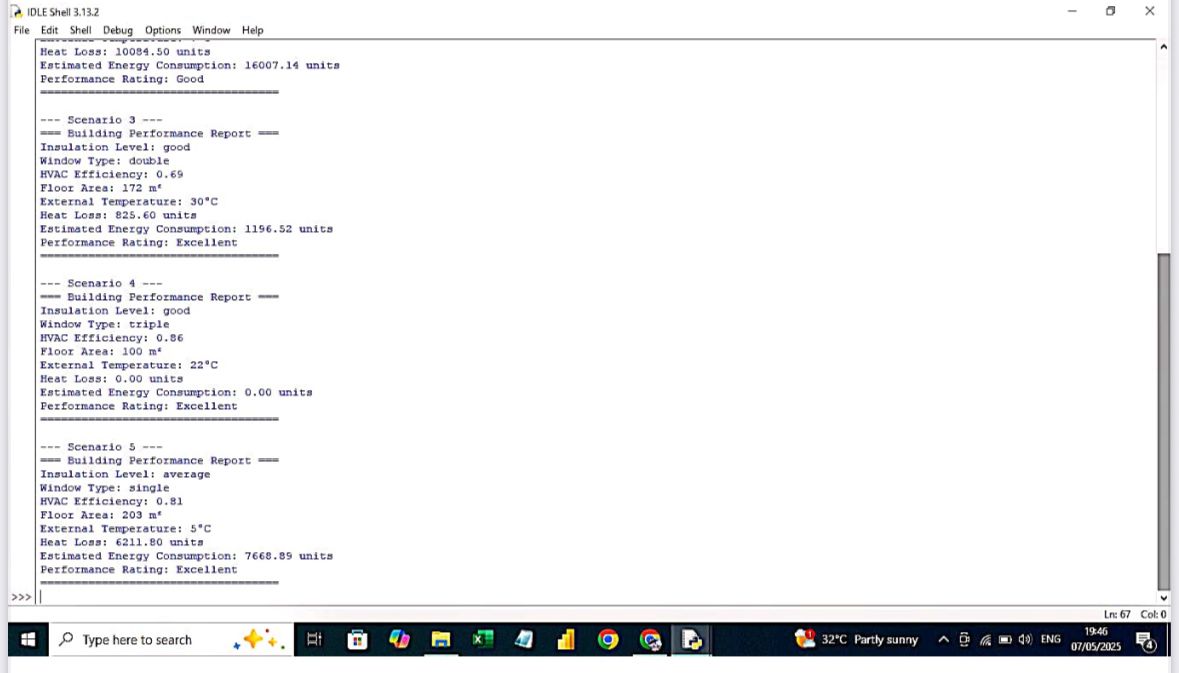 IDLE Shell 3.13.2
File Edit Shell Debug Options Window Help
Heat Loss: 10084.50 units
Estimated Energy Consumption: 16007.14 units
Performance Rating: Good
===================================
--- Scenario 3 ---
=== Building Performance Report ===
Insulation Level: good
Window Type: double
HVAC Efficiency: 0.69
Floor Area: 172 m²
External Temperature: 30°C
Heat Loss: 825.60 units
Estimated Energy Consumption: 1196.52 units
Performance Rating: Excellent
===================================
--- Scenario 4 ---
=== Building Performance Report ===
Insulation Level: good
Window Type: triple
HVAC Efficiency: 0.86
Floor Area: 100 m²
External Temperature: 22°C
Heat Loss: 0.00 units
Estimated Energy Consumption: 0.00 units
Performance Rating: Excellent
===================================
--- Scenario 5 ---
=== Building Performance Report ===
Insulation Level: average
Window Type: single
HVAC Efficiency: 0.81
Floor Area: 203 m²
External Temperature: 5°C
Heat Loss: 6211.80 units
Estimated Energy Consumption: 7668.89 units
Performance Rating: Excellent
===================================
>>>
Ln: 67 Col: 0
Type here to search
32°C Partly sunny
ENG
19:46
07/05/2025
4